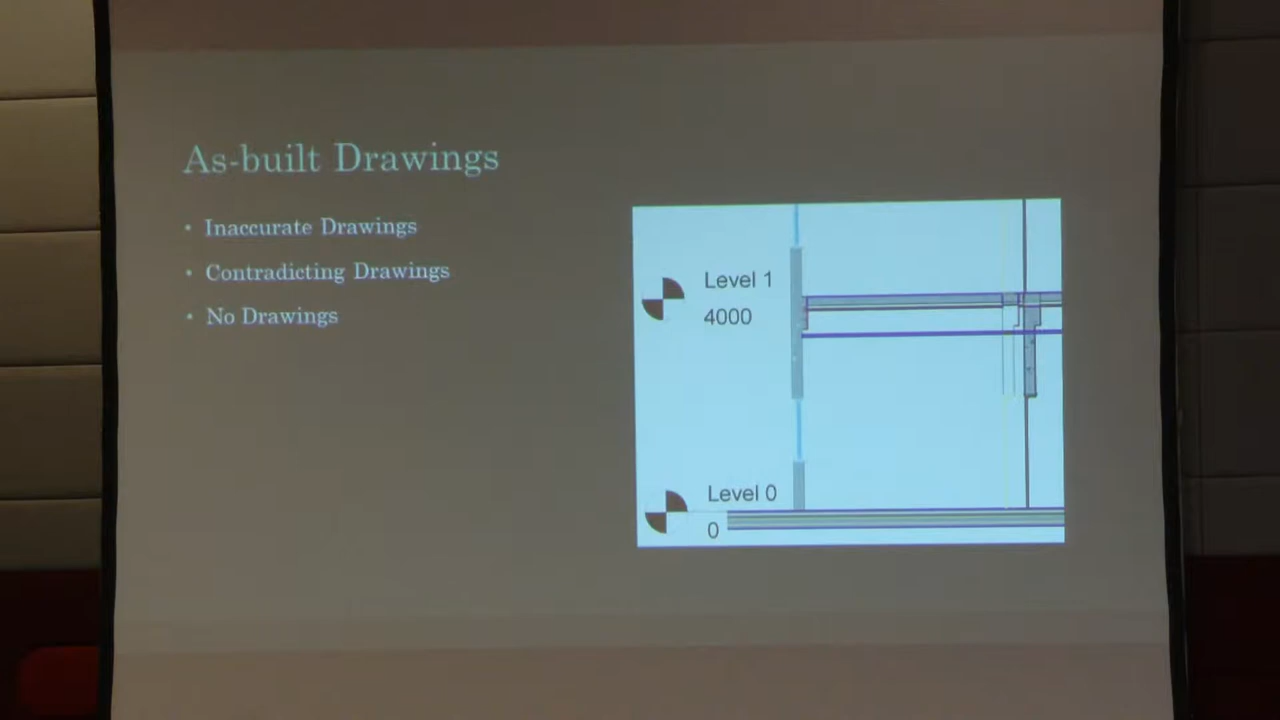 As-built Drawings
• Inaccurate Drawings
• Contradicting Drawings
• No Drawings
Level 1
4000
Level 0
0